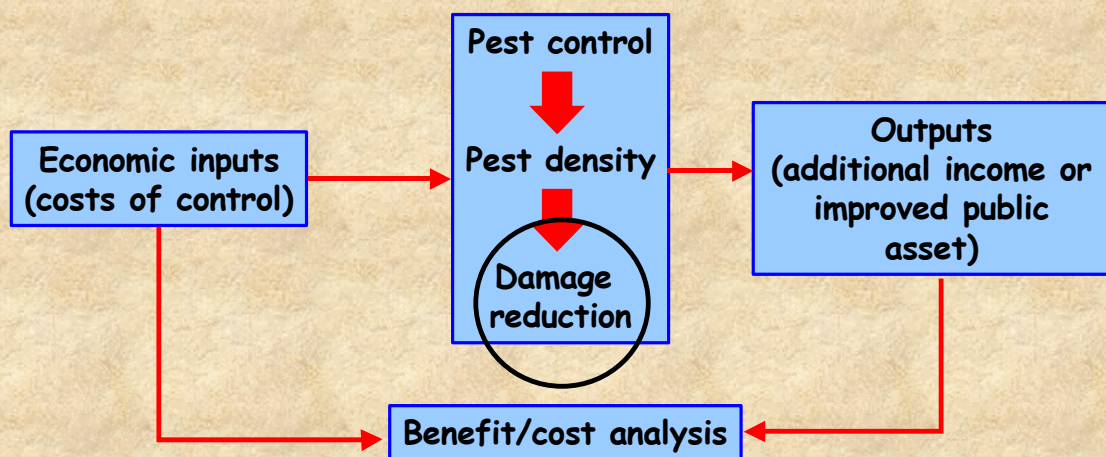 Economic inputs
(costs of control)
Pest control
Pest density
Damage
reduction
Outputs
(additional income or
improved public
asset)
Benefit/cost analysis